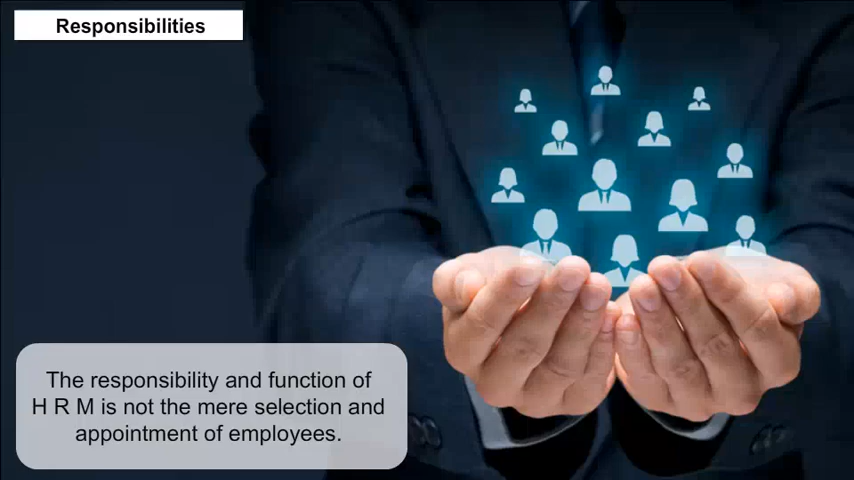 Responsibilities
The responsibility and function of
H R M is not the mere selection and
appointment of employees.